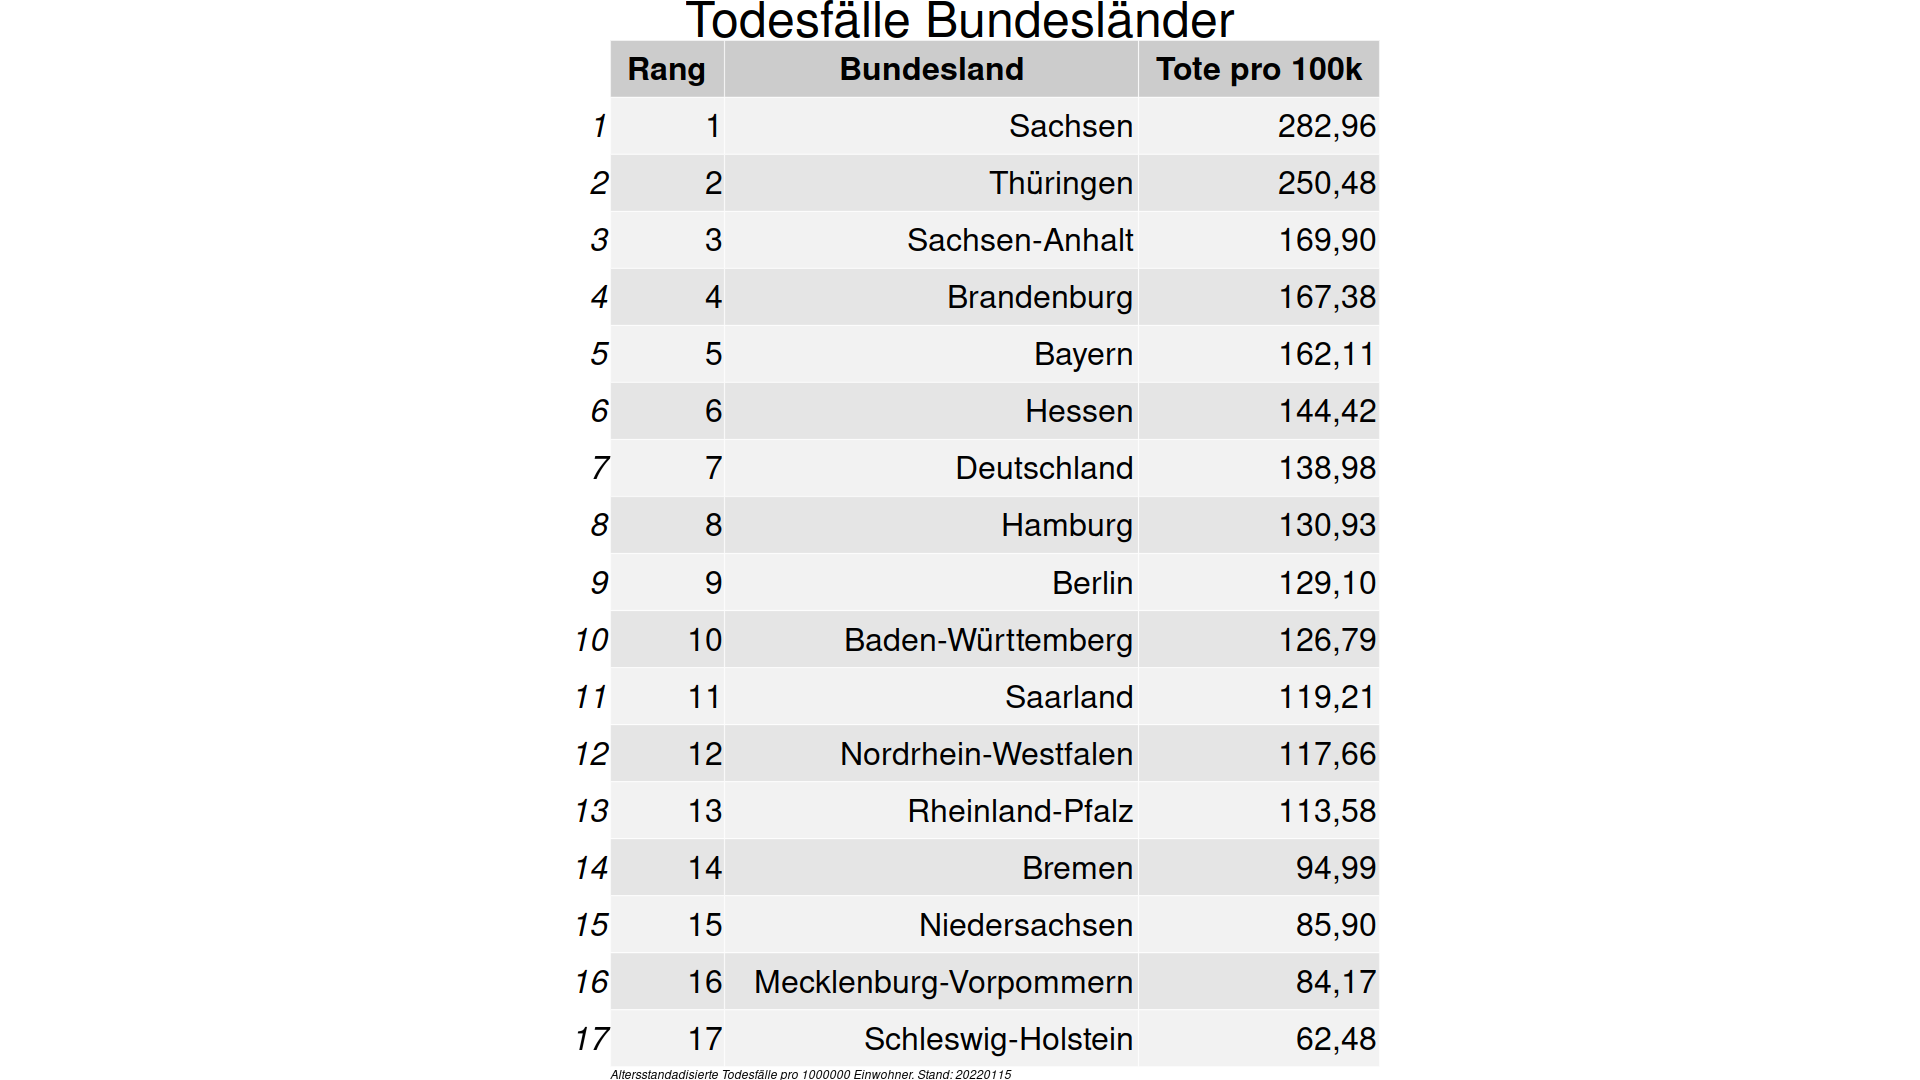 Todesfälle Bundesländer
Rang Bundesland Tote pro 100k
1 1 Sachsen 282,96
2 2 Thüringen 250,48
3 3 Sachsen-Anhalt 169,90
4 4 Brandenburg 167,38
5 5 Bayern 162,11
6 6 Hessen 144,42
7 7 Deutschland 138,98
8 8 Hamburg 130,93
9 9 Berlin 129,10
10 10 Baden-Württemberg 126,79
11 11 Saarland 119,21
12 12 Nordrhein-Westfalen 117,66
13 13 Rheinland-Pfalz 113,58
14 14 Bremen 94,99
15 15 Niedersachsen 85,90
16 16 Mecklenburg-Vorpommern 84,17
17 17 Schleswig-Holstein 62,48
Altersstandadisierte Todesfälle pro 1000000 Einwohner. Stand: 20220115